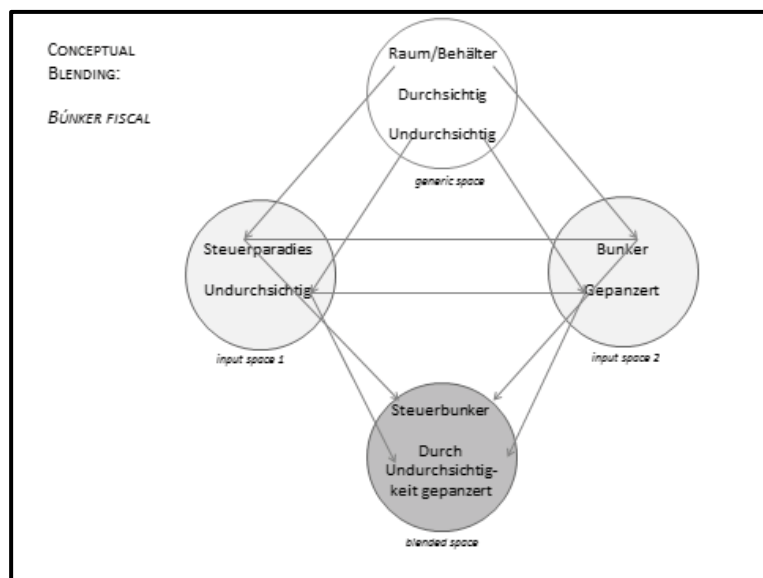 CONCEPTUAL
BLENDING:
BÚNKER FISCAL
Raum/Behälter
Durchsichtig
Undurchsichtig
generic space
Steuerparadies
Undurchsichtig
input space 1
Bunker
Gepanzert
input space 2
Steuerbunker
Durch
Undurchsichtig-
keit gepanzert
blended space